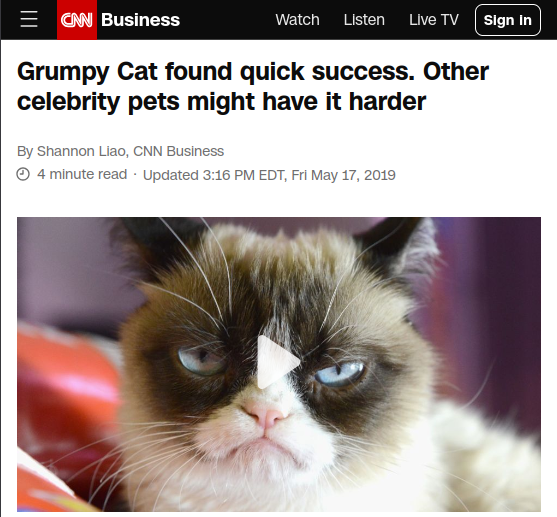 CNN Business Watch Listen Live TV Sign in
Grumpy Cat found quick success. Other
celebrity pets might have it harder
By Shannon Liao, CNN Business
4 minute read · Updated 3:16 PM EDT, Fri May 17, 2019